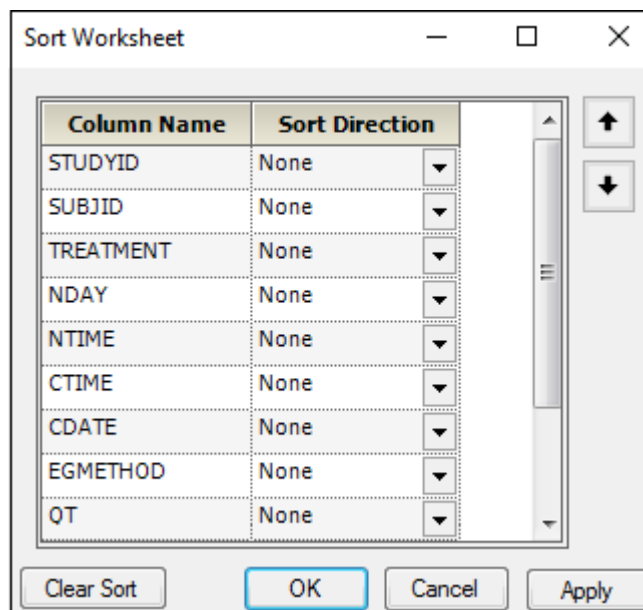 Sort Worksheet
Column Name Sort Direction
STUDYID None
SUBJID None
TREATMENT None
NDAY None
NTIME None
CTIME None
CDATE None
EGMETHOD None
QT None
Clear Sort OK Cancel Apply